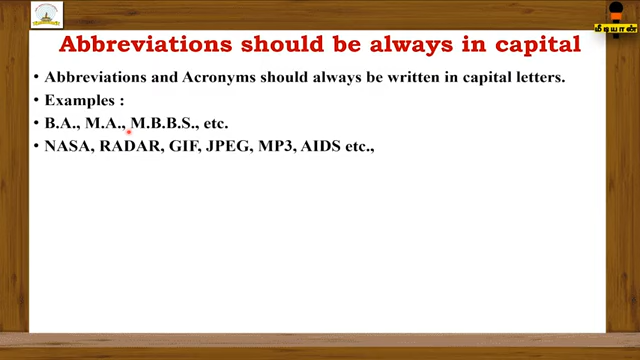 மீடியான்
Abbreviations should be always in capital
• Abbreviations and Acronyms should always be written in capital letters.
• Examples :
• B.A., M.A., M.B.B.S., etc.
• NASA, RADAR, GIF, JPEG, MP3, AIDS etc.,